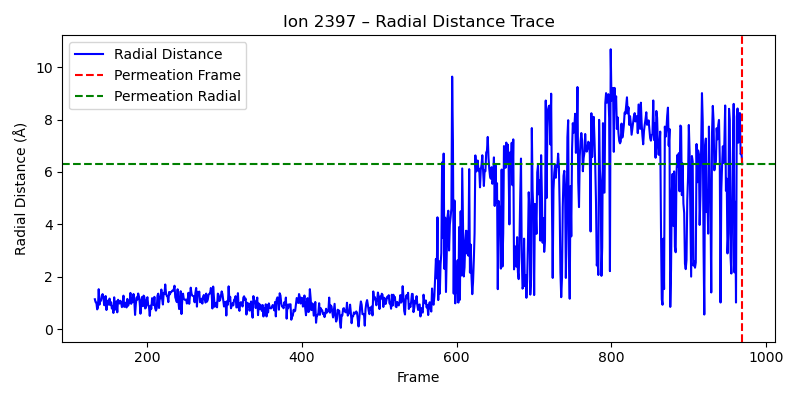 Ion 2397 – Radial Distance Trace
Radial Distance
Permeation Frame
Permeation Radial
Radial Distance (Å)
10
8
6
4
2
0
200
400
600
800
1000
Frame